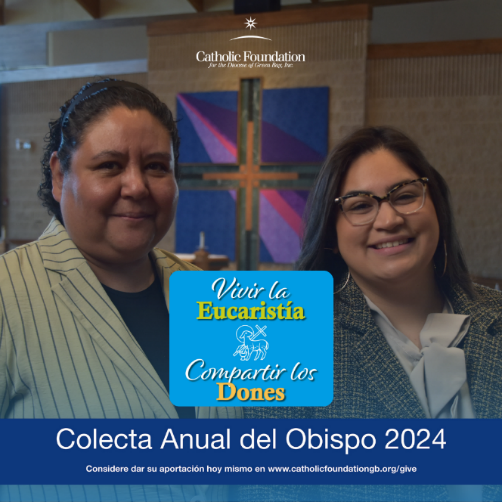 Catholic Foundation
for the Diocese of Green Bay, Inc.
Vivir la
Eucaristía
Compartir los
Dones
Colecta Anual del Obispo 2024
Considere dar su aportación hoy mismo en www.catholicfoundationgb.org/give